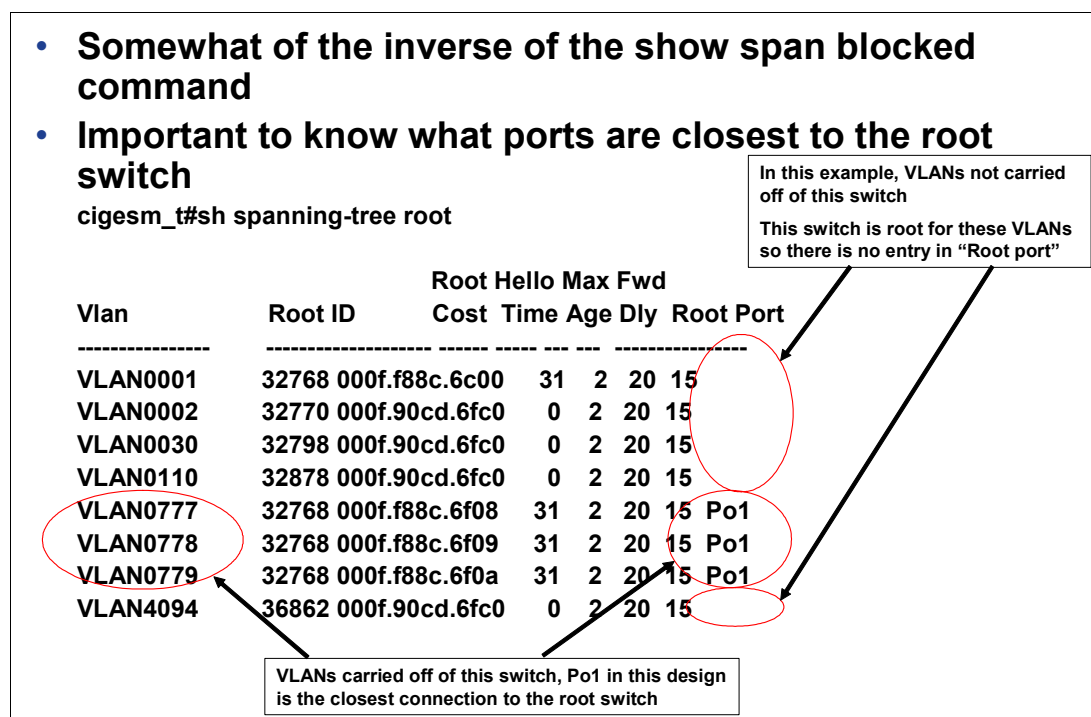 • Somewhat of the inverse of the show span blocked
command
• Important to know what ports are closest to the root
switch
In this example, VLANs not carried
off of this switch
This switch is root for these VLANs
so there is no entry in “Root port”
cigesm_t#sh spanning-tree root
Root Hello Max Fwd
Vlan Root ID Cost Time Age Dly Root Port
---------------- -------------------- ------ ----- --- --- ----------------
VLAN0001 32768 000f.f88c.6c00 31 2 20 15
VLAN0002 32770 000f.90cd.6fc0 0 2 20 15
VLAN0030 32798 000f.90cd.6fc0 0 2 20 15
VLAN0110 32878 000f.90cd.6fc0 0 2 20 15
VLAN0777 32768 000f.f88c.6f08 31 2 20 15 Po1
VLAN0778 32768 000f.f88c.6f09 31 2 20 15 Po1
VLAN0779 32768 000f.f88c.6f0a 31 2 20 15 Po1
VLAN4094 36862 000f.90cd.6fc0 0 2 20 15
VLANs carried off of this switch, Po1 in this design
is the closest connection to the root switch